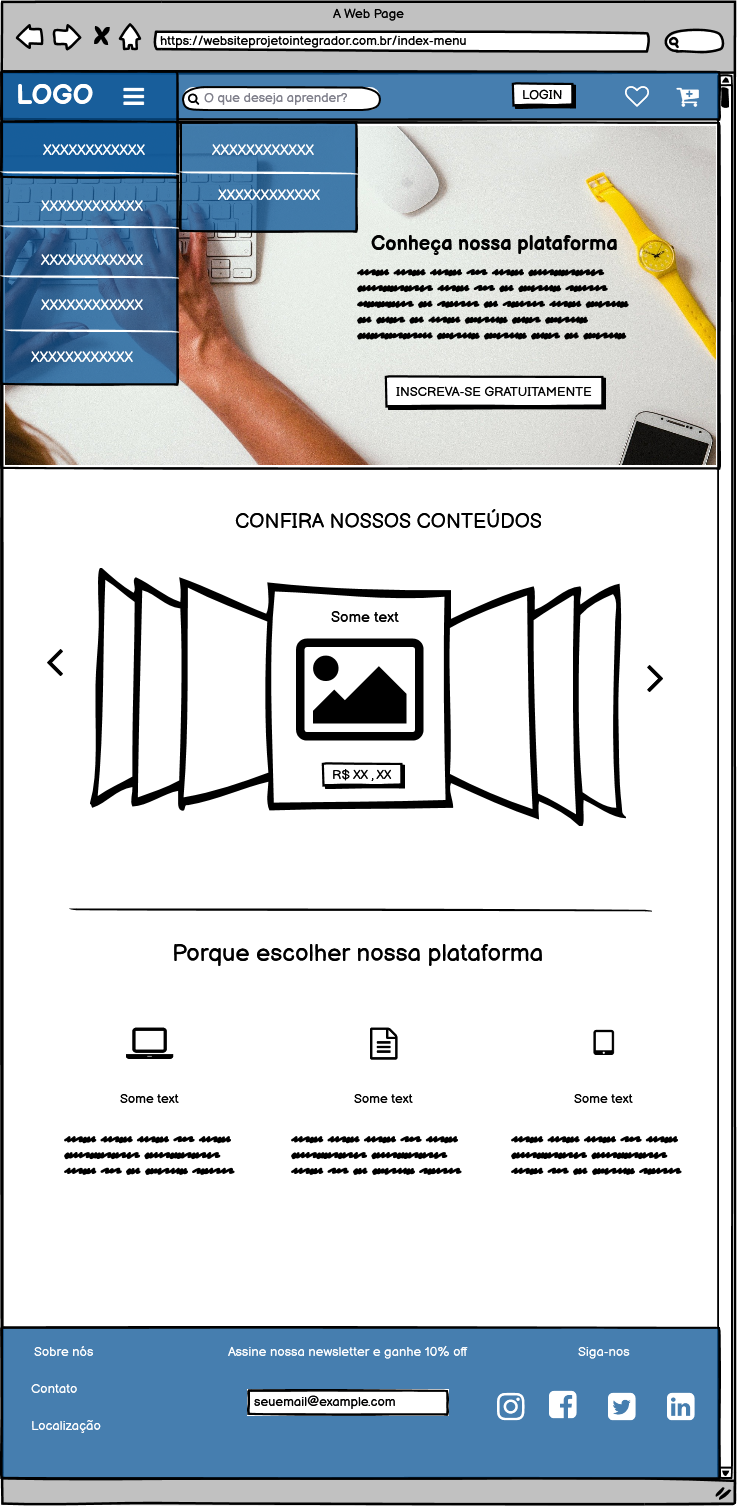 A Web Page
https://websiteprojetointegrador.com.br/index-menu
LOGO
O que deseja aprender?
LOGIN
XXXXXXXXXXXX
XXXXXXXXXXXX
XXXXXXXXXXXX
XXXXXXXXXXXX
XXXXXXXXXXXX
XXXXXXXXXXXX
XXXXXXXXXXXX
Conheça nossa plataforma
INSCREVA-SE GRATUITAMENTE
CONFIRA NOSSOS CONTEÚDOS
Some text
R$ XX , XX
Porque escolher nossa plataforma
Some text
Some text
Some text
Sobre nós
Assine nossa newsletter e ganhe 10% off
Siga-nos
Contato
seuemail@example.com
Localização